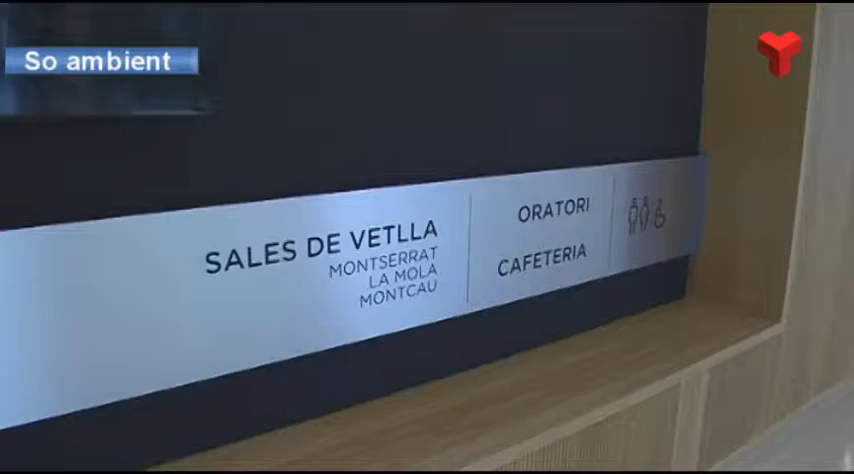 So ambient
SALES DE VETLLA
MONTSERRAT
LA MOLA
MONTCAU
ORATORI
CAFETERIA